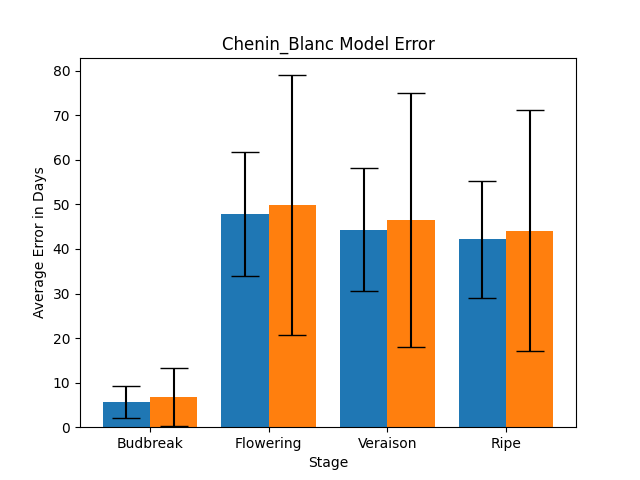 Chenin_Blanc Model Error
80
70
60
50
40
30
20
10
0
Average Error in Days
Budbreak Flowering Veraison Ripe
Stage